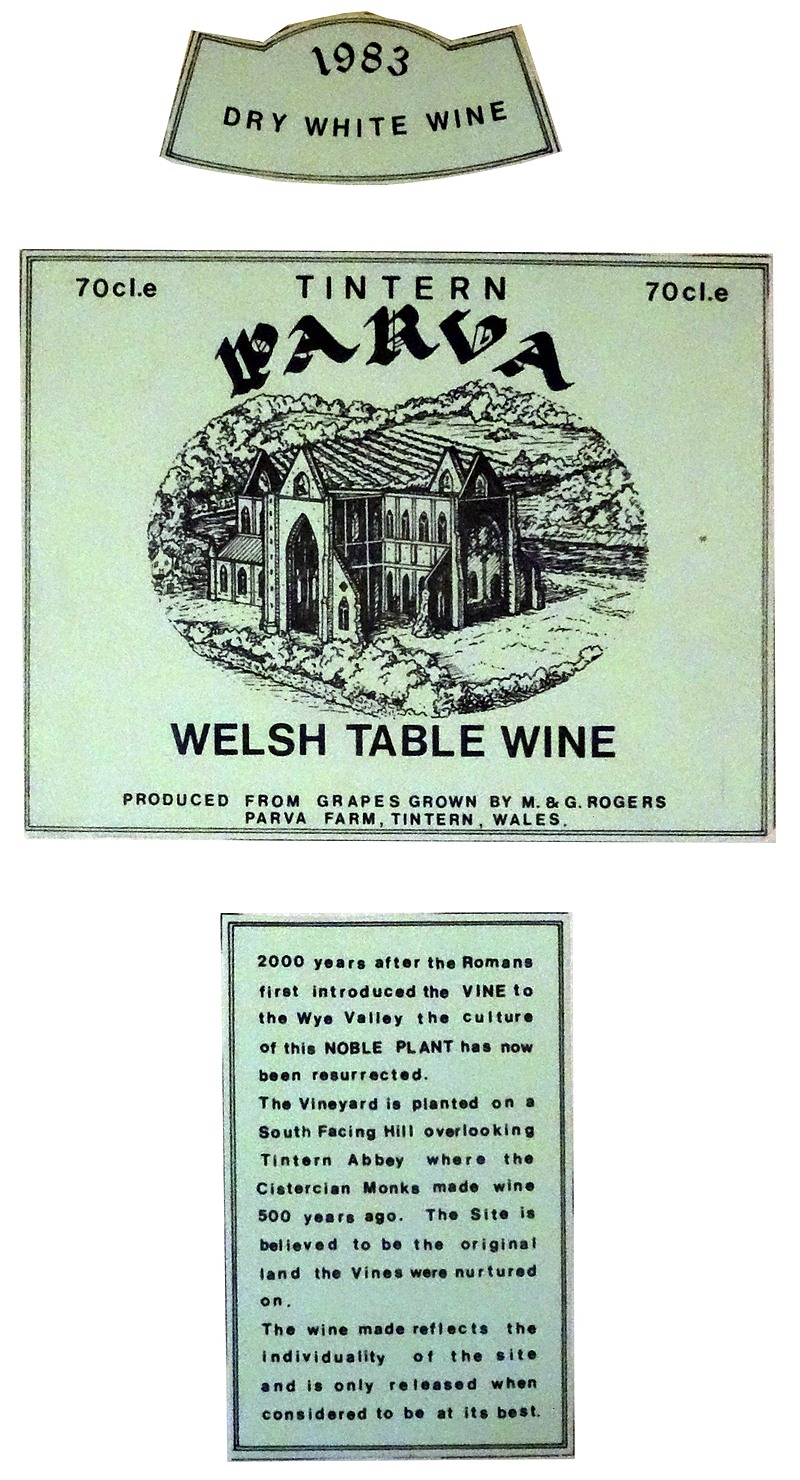 1983
DRY WHITE WINE
70cl.e TINTERN 70cl.e
PARVA
WELSH TABLE WINE
PRODUCED FROM GRAPES GROWN BY M. & G. ROGERS
PARVA FARM, TINTERN, WALES.
2000 years after the Romans
first introduced the VINE to
the Wye Valley the culture
of this NOBLE PLANT has now
been resurrected.
The Vineyard is planted on a
South Facing Hill overlooking
Tintern Abbey where the
Cistercian Monks made wine
500 years ago. The Site is
believed to be the original
land the Vines were nurtured
on.
The wine made reflects the
individuality of the site
and is only released when
considered to be at its best.